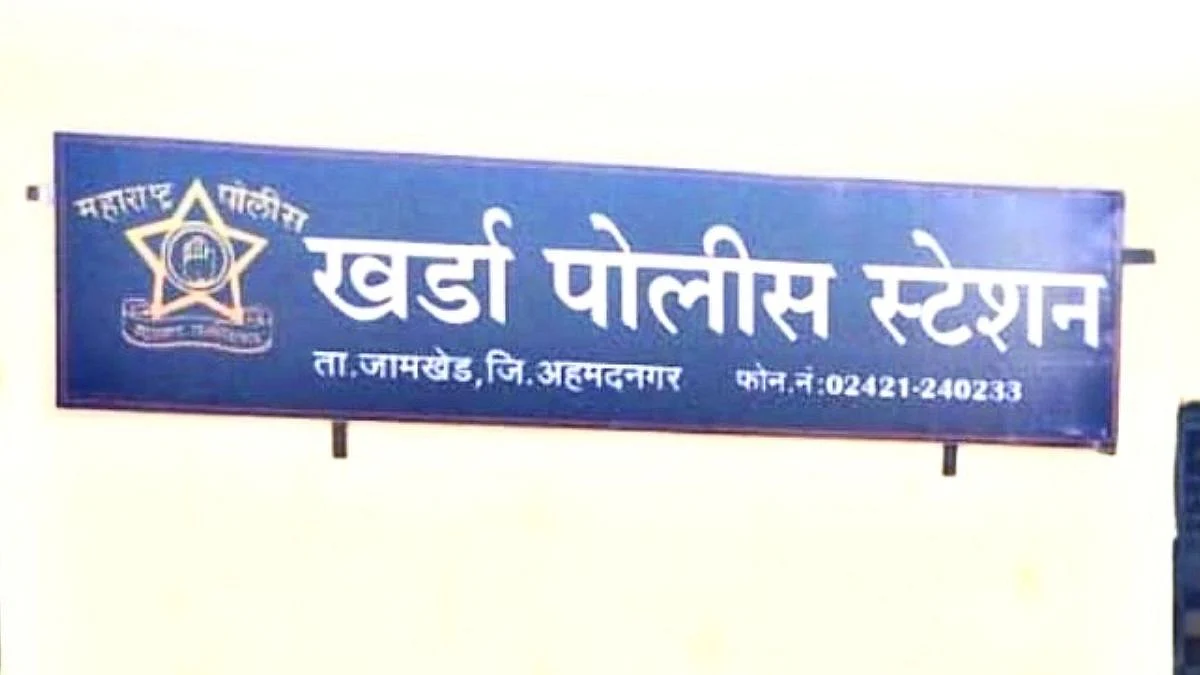 महाराष्ट्र पोलीस
खर्डा पोलीस स्टेशन
ता.जामखेड,जि.अहमदनगर फोन.नं:02421-240233